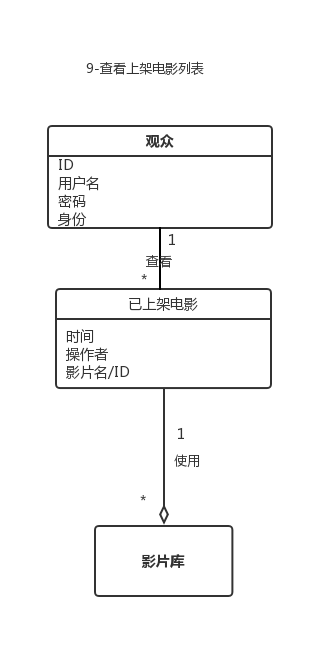 9-查看上架电影列表
观众
ID
用户名
密码
身份
1
查看
*
已上架电影
时间
操作者
影片名/ID
1
使用
*
影片库